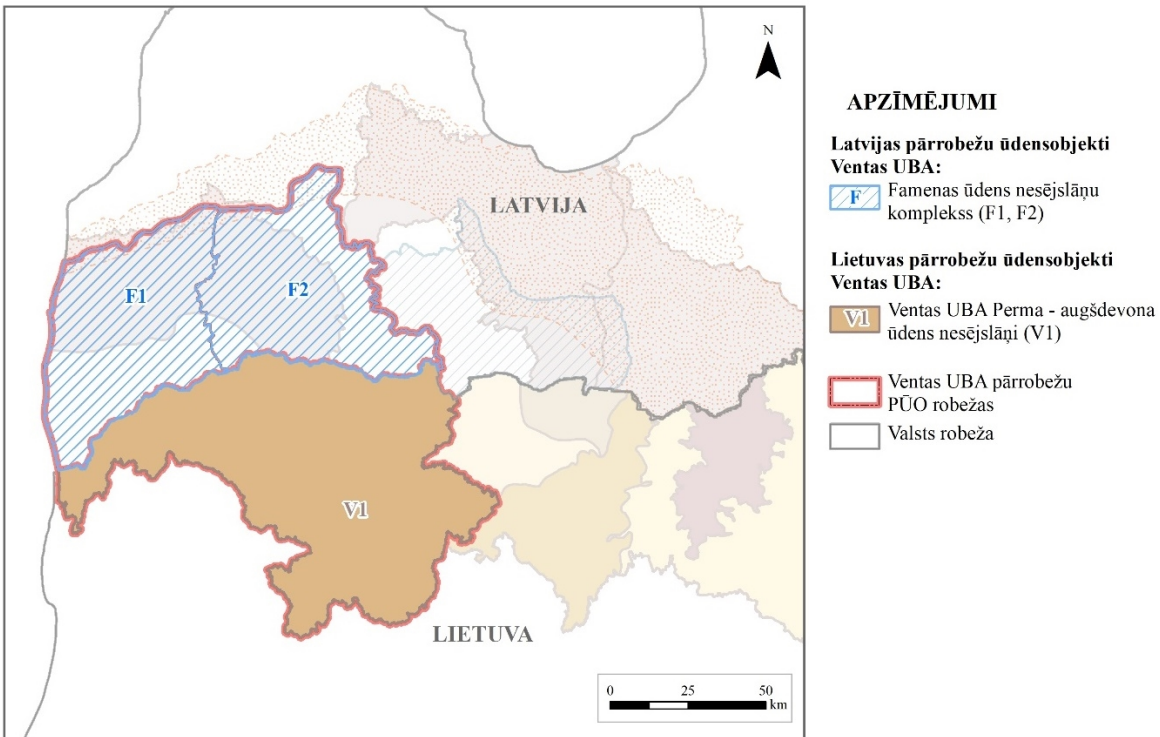 N
LATVIJA
F1
F2
V1
LIETUVA
0 25 50
km
APZĪMĒJUMI
Latvijas pārrobežu ūdensobjekti
Ventas UBA:
F Famenas ūdens nesējslāņu
komplekss (F1, F2)
Lietuvas pārrobežu ūdensobjekti
Ventas UBA:
V1 Ventas UBA Perma - augšdevona
ūdens nesējslāņi (V1)
Ventas UBA pārrobežu
PŪO robežas
Valsts robeža